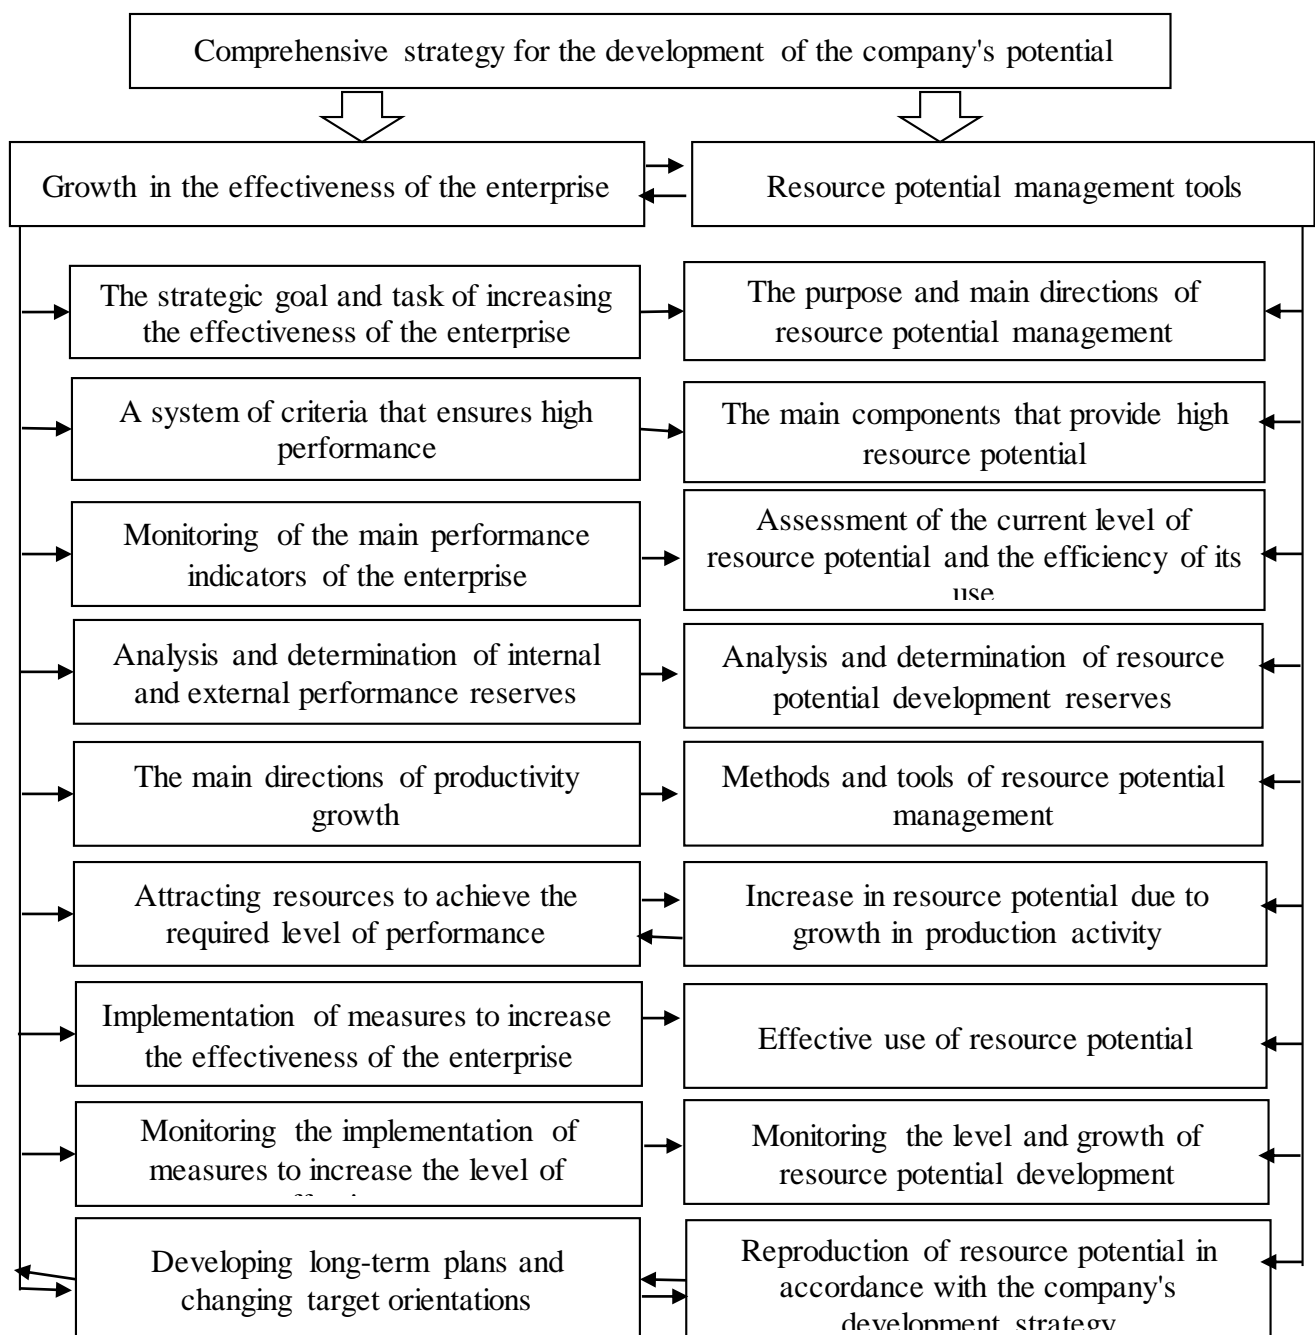 Comprehensive strategy for the development of the company's potential
Growth in the effectiveness of the enterprise
Resource potential management tools
The strategic goal and task of increasing
the effectiveness of the enterprise
The purpose and main directions of
resource potential management
A system of criteria that ensures high
performance
The main components that provide high
resource potential
Monitoring of the main performance
indicators of the enterprise
Assessment of the current level of
resource potential and the efficiency of its
use
Analysis and determination of internal
and external performance reserves
Analysis and determination of resource
potential development reserves
The main directions of productivity
growth
Methods and tools of resource potential
management
Attracting resources to achieve the
required level of performance
Increase in resource potential due to
growth in production activity
Implementation of measures to increase
the effectiveness of the enterprise
Effective use of resource potential
Monitoring the implementation of
measures to increase the level of
Monitoring the level and growth of
resource potential development
Developing long-term plans and
changing target orientations
Reproduction of resource potential in
accordance with the company's
development strategy